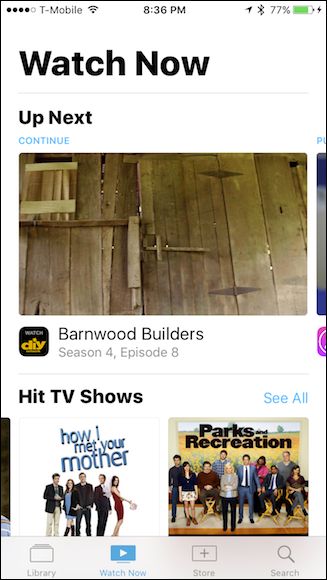 T-Mobile 8:36 PM 77%
Watch Now
Up Next
CONTINUE
WATCH
diy
Barnwood Builders
Season 4, Episode 8
Hit TV Shows See All
how i
met your
mother
Parks and
Recreation
Library Watch Now Store Search